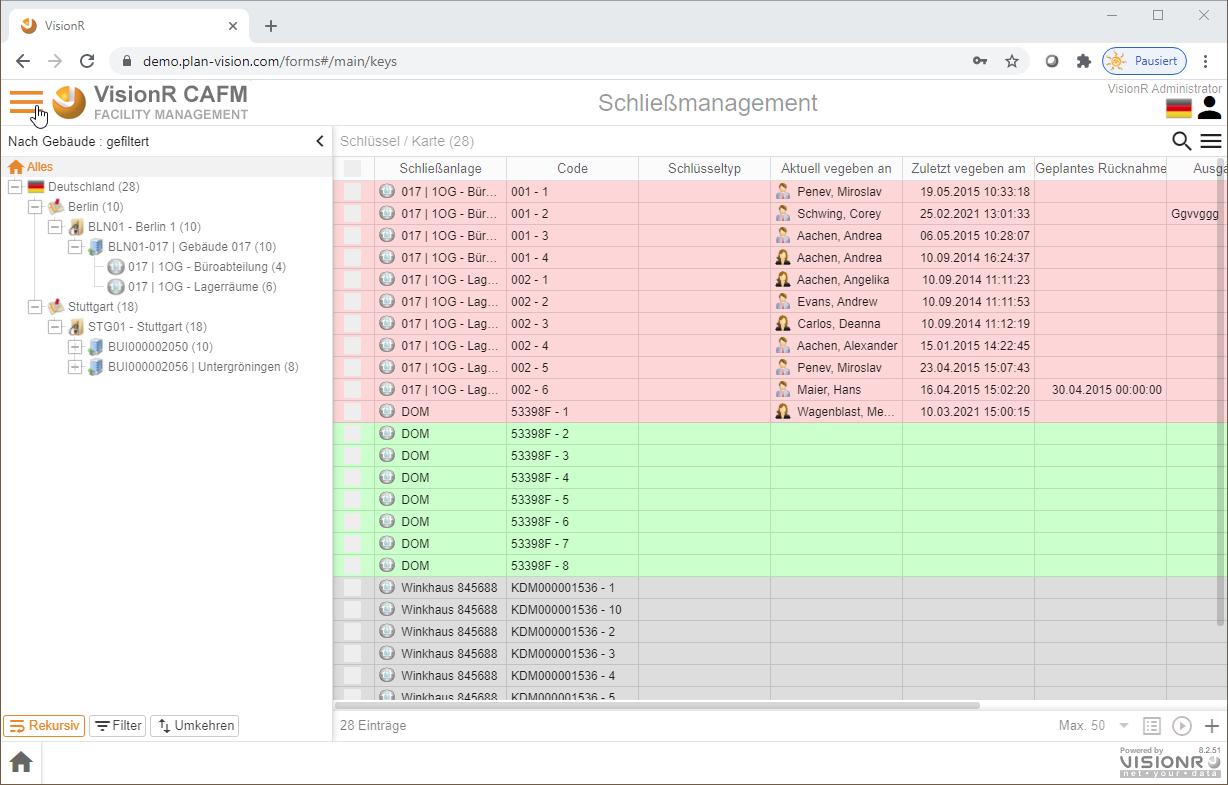 VisionR
demo.plan-vision.com/forms#/main/keys
Pausiert
VisionR CAFM
FACILITY MANAGEMENT
Schließmanagement
VisionR Administrator
Nach Gebäude : gefiltert
Schlüssel / Karte (28)
Alles
Deutschland (28)
Berlin (10)
BLN01 - Berlin 1 (10)
BLN01-017 | Gebäude 017 (10)
017 | 1OG - Büroabteilung (4)
017 | 1OG - Lagerräume (6)
Stuttgart (18)
STG01 - Stuttgart (18)
BUI000002050 (10)
BUI000002056 | Untergröningen (8)
Schließanlage Code Schlüsseltyp Aktuell vegeben an Zuletzt vegeben am Geplantes Rücknahme Ausga
017 | 1OG - Bür... 001 - 1 Penev, Miroslav 19.05.2015 10:33:18
017 | 1OG - Bür... 001 - 2 Schwing, Corey 25.02.2021 13:01:33 Ggvvggg
017 | 1OG - Bür... 001 - 3 Aachen, Andrea 06.05.2015 10:28:07
017 | 1OG - Bür... 001 - 4 Aachen, Andrea 10.09.2014 16:24:37
017 | 1OG - Lag... 002 - 1 Aachen, Angelika 10.09.2014 11:11:23
017 | 1OG - Lag... 002 - 2 Evans, Andrew 10.09.2014 11:11:53
017 | 1OG - Lag... 002 - 3 Carlos, Deanna 10.09.2014 11:12:19
017 | 1OG - Lag... 002 - 4 Aachen, Alexander 15.01.2015 14:22:45
017 | 1OG - Lag... 002 - 5 Penev, Miroslav 23.04.2015 15:07:43
017 | 1OG - Lag... 002 - 6 Maier, Hans 16.04.2015 15:02:20 30.04.2015 00:00:00
DOM 53398F - 1 Wagenblast, Me... 10.03.2021 15:00:15
DOM 53398F - 2
DOM 53398F - 3
DOM 53398F - 4
DOM 53398F - 5
DOM 53398F - 6
DOM 53398F - 7
DOM 53398F - 8
Winkhaus 845688 KDM000001536 - 1
Winkhaus 845688 KDM000001536 - 10
Winkhaus 845688 KDM000001536 - 2
Winkhaus 845688 KDM000001536 - 3
Winkhaus 845688 KDM000001536 - 4
Winkhaus 845688 KDM000001536 - 5
Rekursiv Filter Umkehren
28 Einträge
Max. 50
Powered by 8.2.51
VISIONR
net • your • data